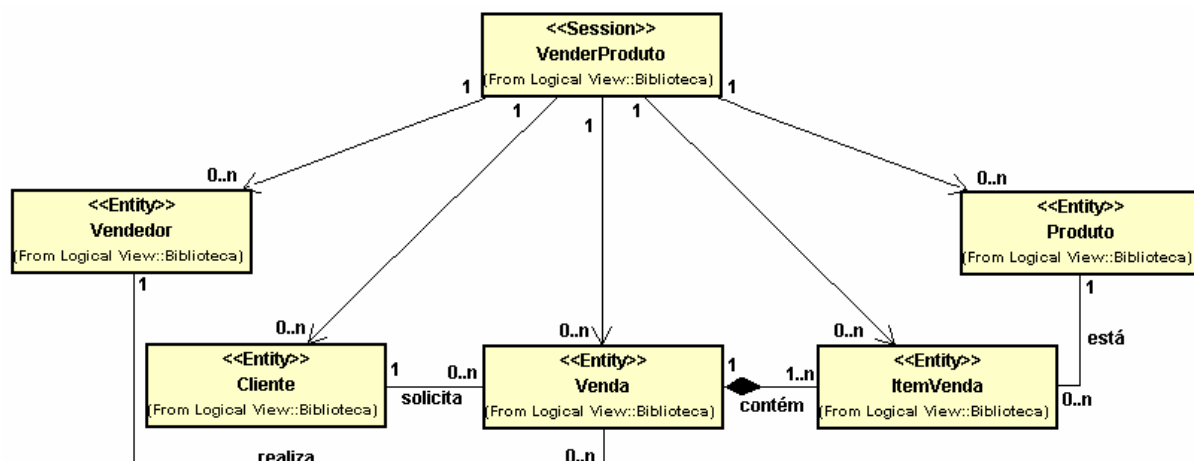 <<Session>>
VenderProduto
(From Logical View::Biblioteca)
1
1
1
1
1
0..n
0..n
<<Entity>>
Vendedor
(From Logical View::Biblioteca)
<<Entity>>
Produto
(From Logical View::Biblioteca)
1
1
0..n
0..n
0..n
está
<<Entity>>
Cliente
(From Logical View::Biblioteca)
1
0..n
solicita
<<Entity>>
Venda
(From Logical View::Biblioteca)
1
1..n
contém
<<Entity>>
ItemVenda
(From Logical View::Biblioteca)
0..n
realiza
0..n